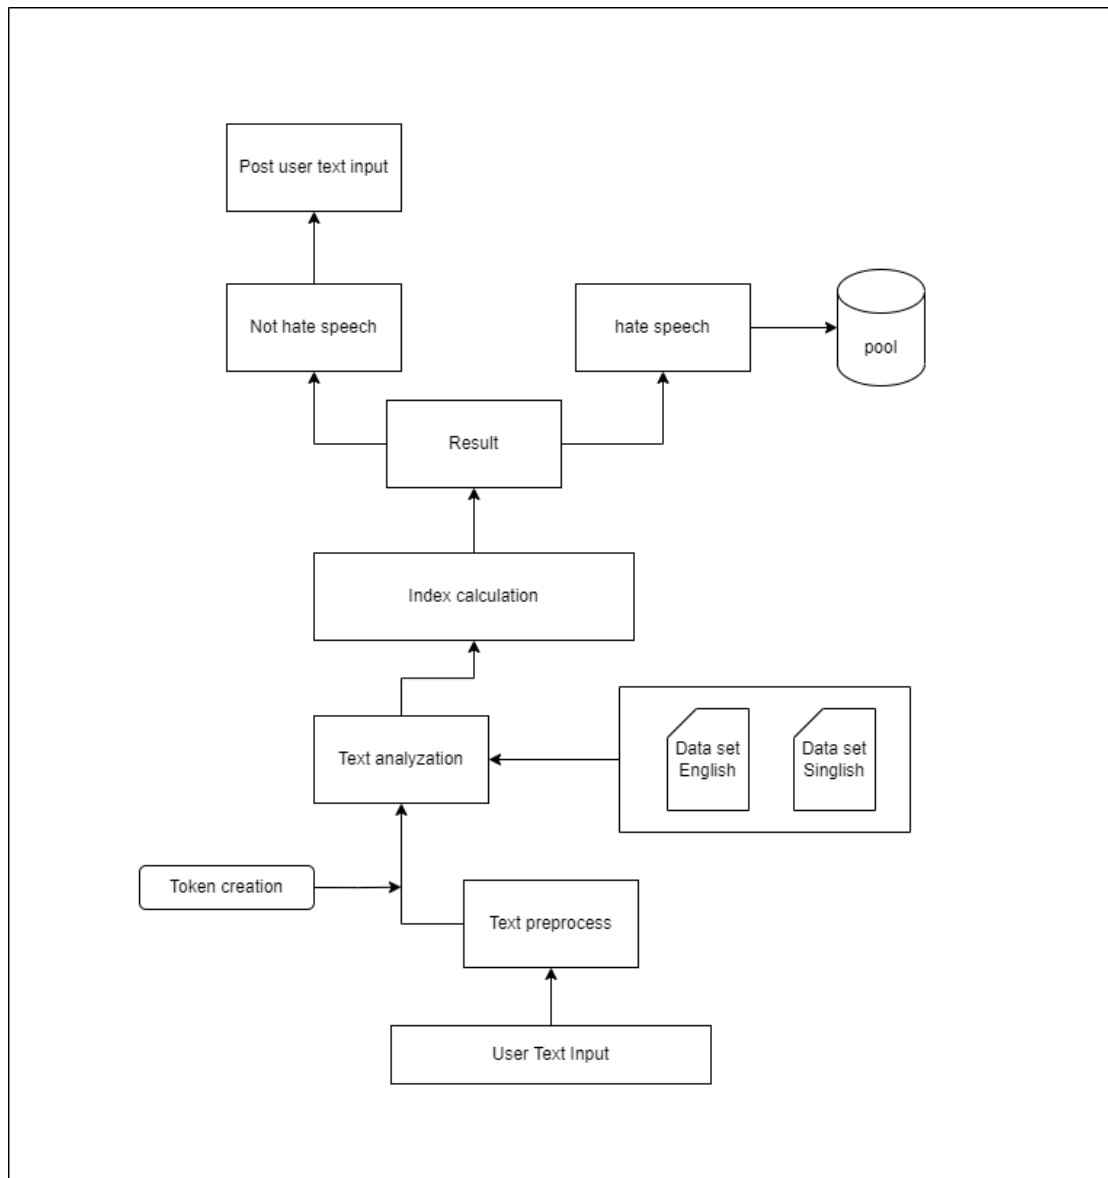 Post user text input
Not hate speech
hate speech
pool
Result
Index calculation
Text analyzation
Data set
English
Data set
Singlish
Token creation
Text preprocess
User Text Input